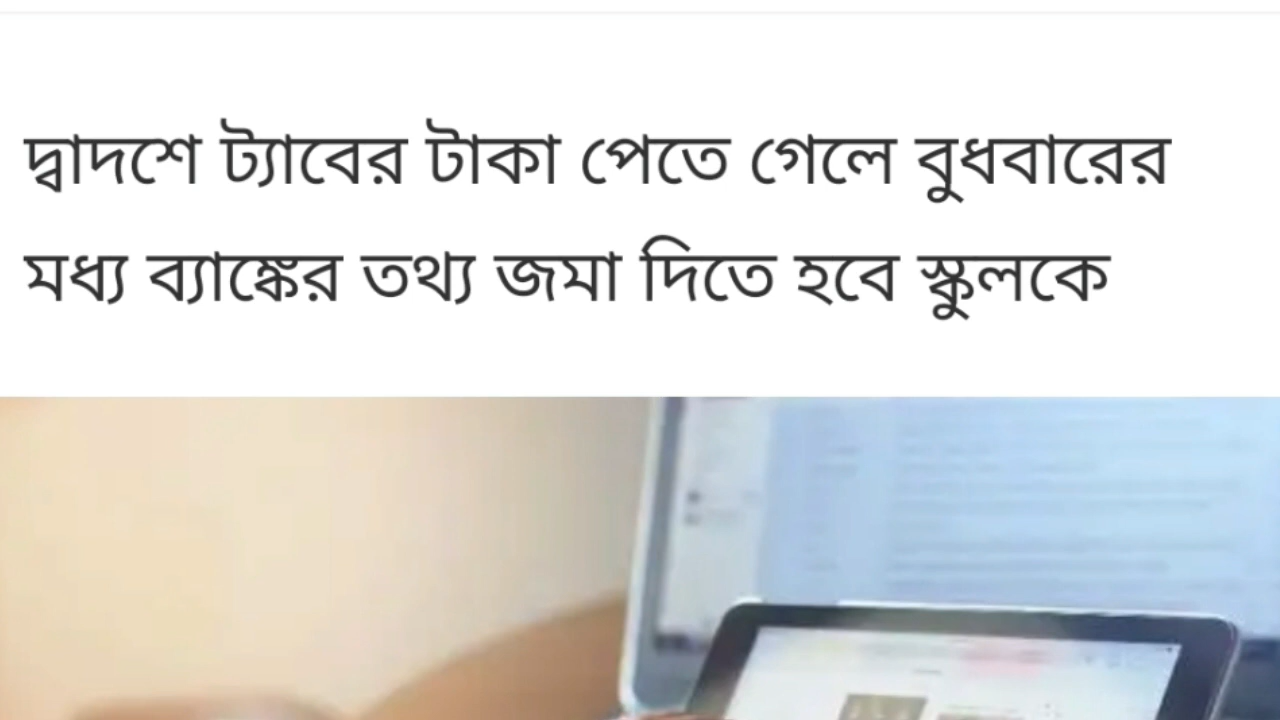 দ্বাদশে ট্যাবের টাকা পেতে গেলে বুধবারের
মধ্য ব্যাঙ্কের তথ্য জমা দিতে হবে স্কুলকে